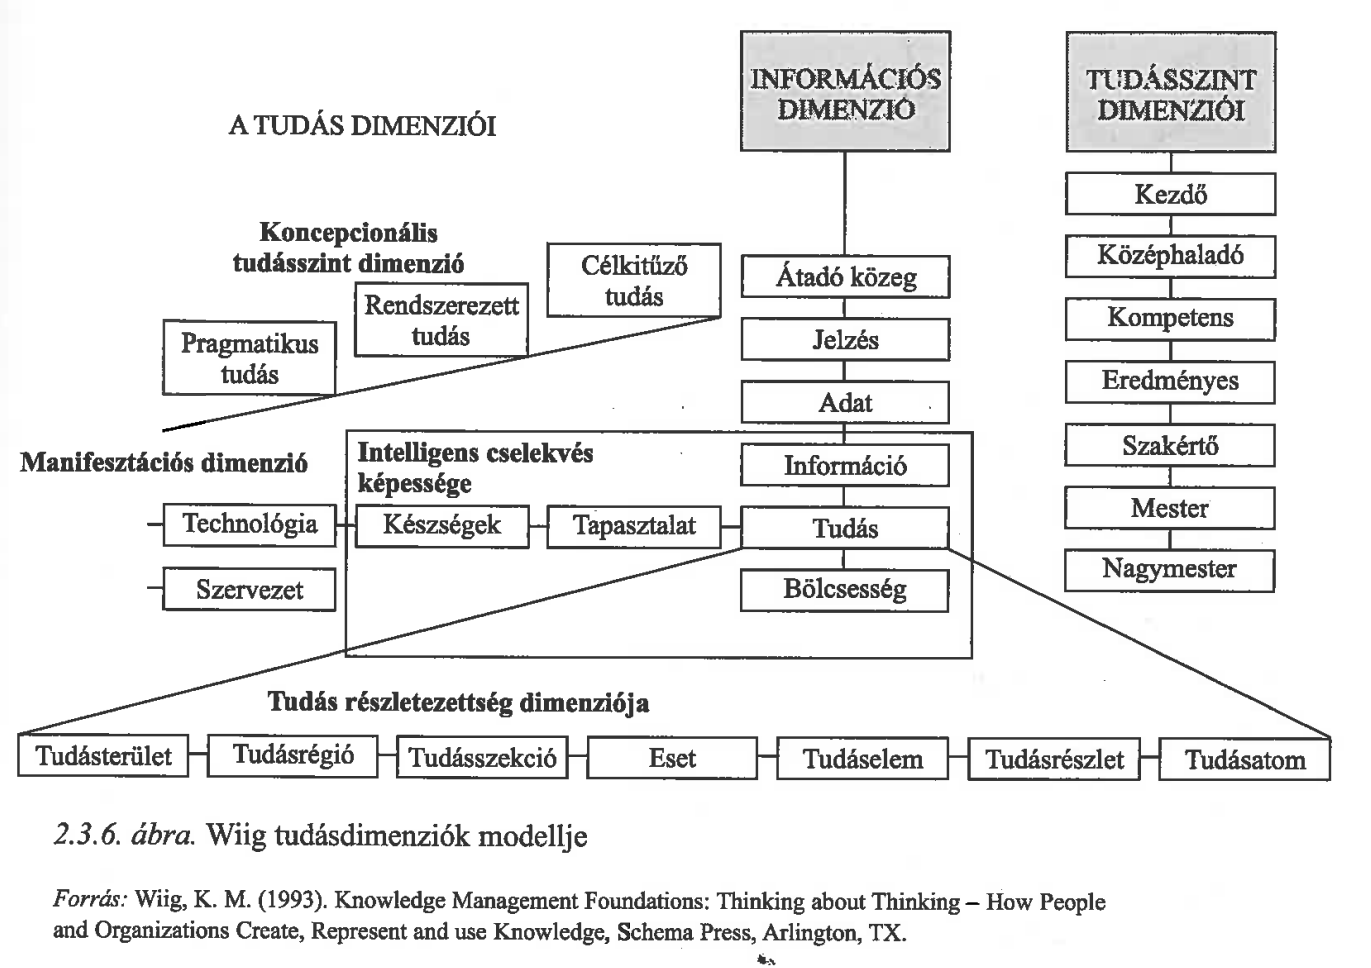 A TUDÁS DIMENZIÓI
INFORMÁCIÓS
DIMENZIÓ
TUDÁSSZINT
DIMENZIÓI
Koncepcionális
tudásszint dimenzió
Pragmatikus
tudás
Rendszerezett
tudás
Célkitűző
tudás
Átadó közeg
Jelzés
Adat
Információ
Tudás
Bölcsesség
Kezdő
Középhaladó
Kompetens
Eredményes
Szakértő
Mester
Nagymester
Manifesztációs dimenzió
Intelligens cselekvés
képessége
Technológia
Készségek
Tapasztalat
Szervezet
Tudás részletezettség dimenziója
Tudásterület
Tudásrégió
Tudásszekció
Eset
Tudáselem
Tudásrészlet
Tudásatom
2.3.6. ábra. Wiig tudásdimenziók modellje
Forrás: Wiig, K. M. (1993). Knowledge Management Foundations: Thinking about Thinking – How People
and Organizations Create, Represent and use Knowledge, Schema Press, Arlington, TX.